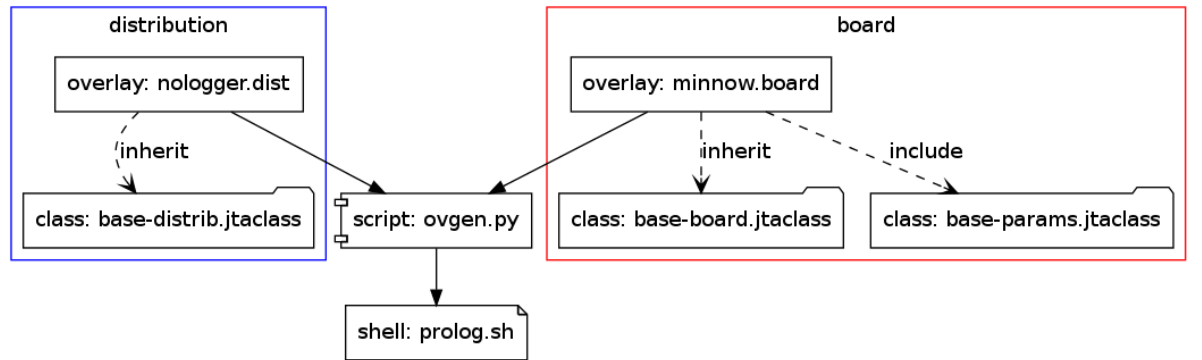 distribution
board
overlay: nologger.dist
overlay: minnow.board
inherit
inherit
include
class: base-distrib.jtaclass
script: ovgen.py
class: base-board.jtaclass
class: base-params.jtaclass
shell: prolog.sh